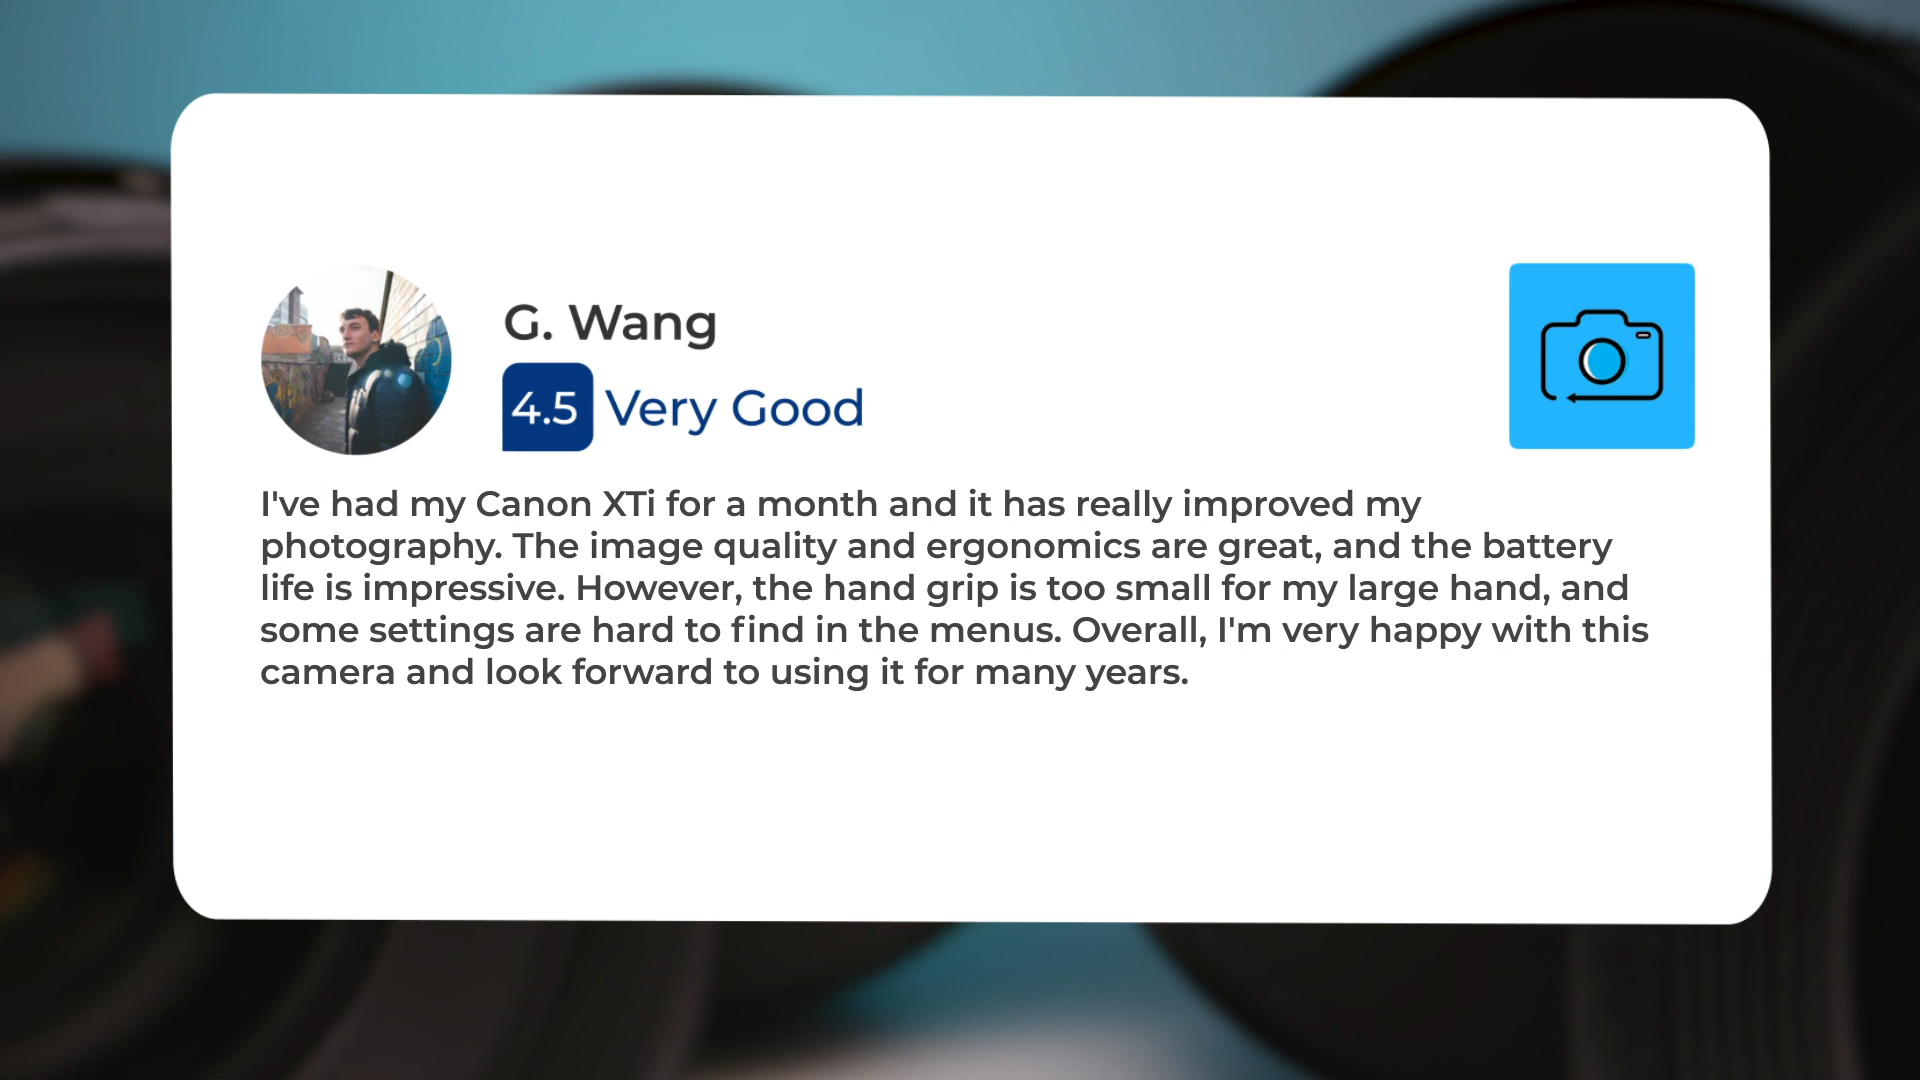 G. Wang
4.5 Very Good
I've had my Canon XTi for a month and it has really improved my
photography. The image quality and ergonomics are great, and the battery
life is impressive. However, the hand grip is too small for my large hand, and
some settings are hard to find in the menus. Overall, I'm very happy with this
camera and look forward to using it for many years.